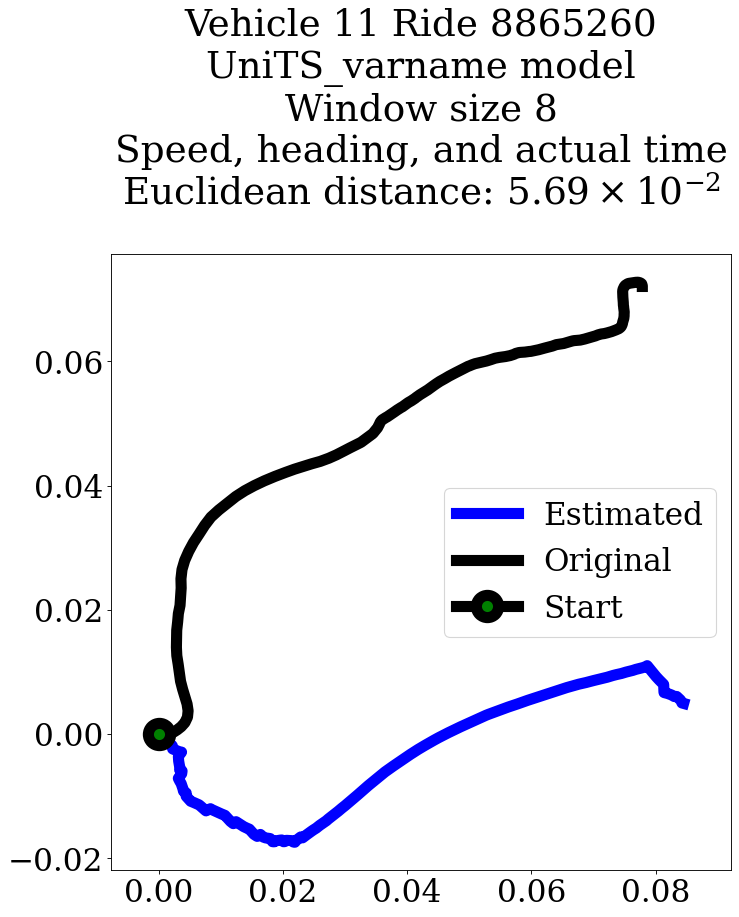 Vehicle 11 Ride 8865260
UniTS_varname model
Window size 8
Speed, heading, and actual time
Euclidean distance: 5.69 × 10⁻²
0.06
0.04
0.02
0.00
−0.02
Estimated
Original
Start
0.00 0.02 0.04 0.06 0.08